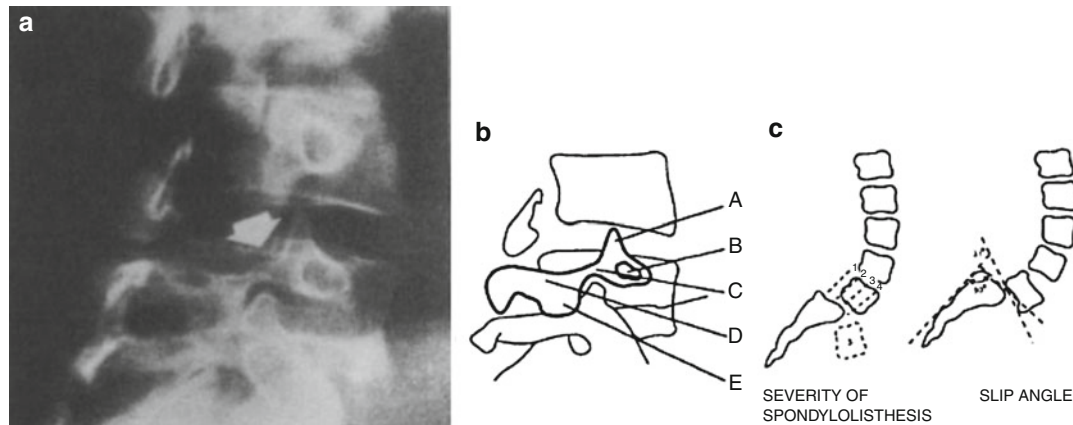 a
b
A
B
C
D
E
c
1 2 3 4
SEVERITY OF
SPONDYLOLISTHESIS
SLIP ANGLE